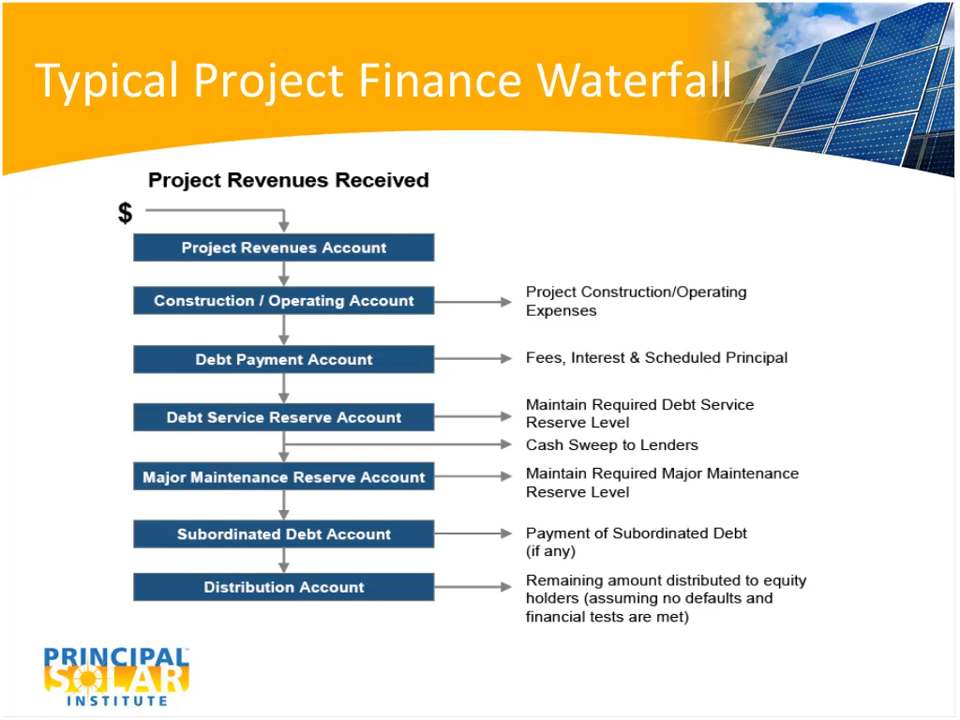 Typical Project Finance Waterfall
Project Revenues Received
$
Project Revenues Account
Construction / Operating Account
Project Construction/Operating
Expenses
Debt Payment Account
Fees, Interest & Scheduled Principal
Debt Service Reserve Account
Maintain Required Debt Service
Reserve Level
Cash Sweep to Lenders
Major Maintenance Reserve Account
Maintain Required Major Maintenance
Reserve Level
Subordinated Debt Account
Payment of Subordinated Debt
(if any)
Distribution Account
Remaining amount distributed to equity
holders (assuming no defaults and
financial tests are met)
PRINCIPAL
SOLAR
INSTITUTE